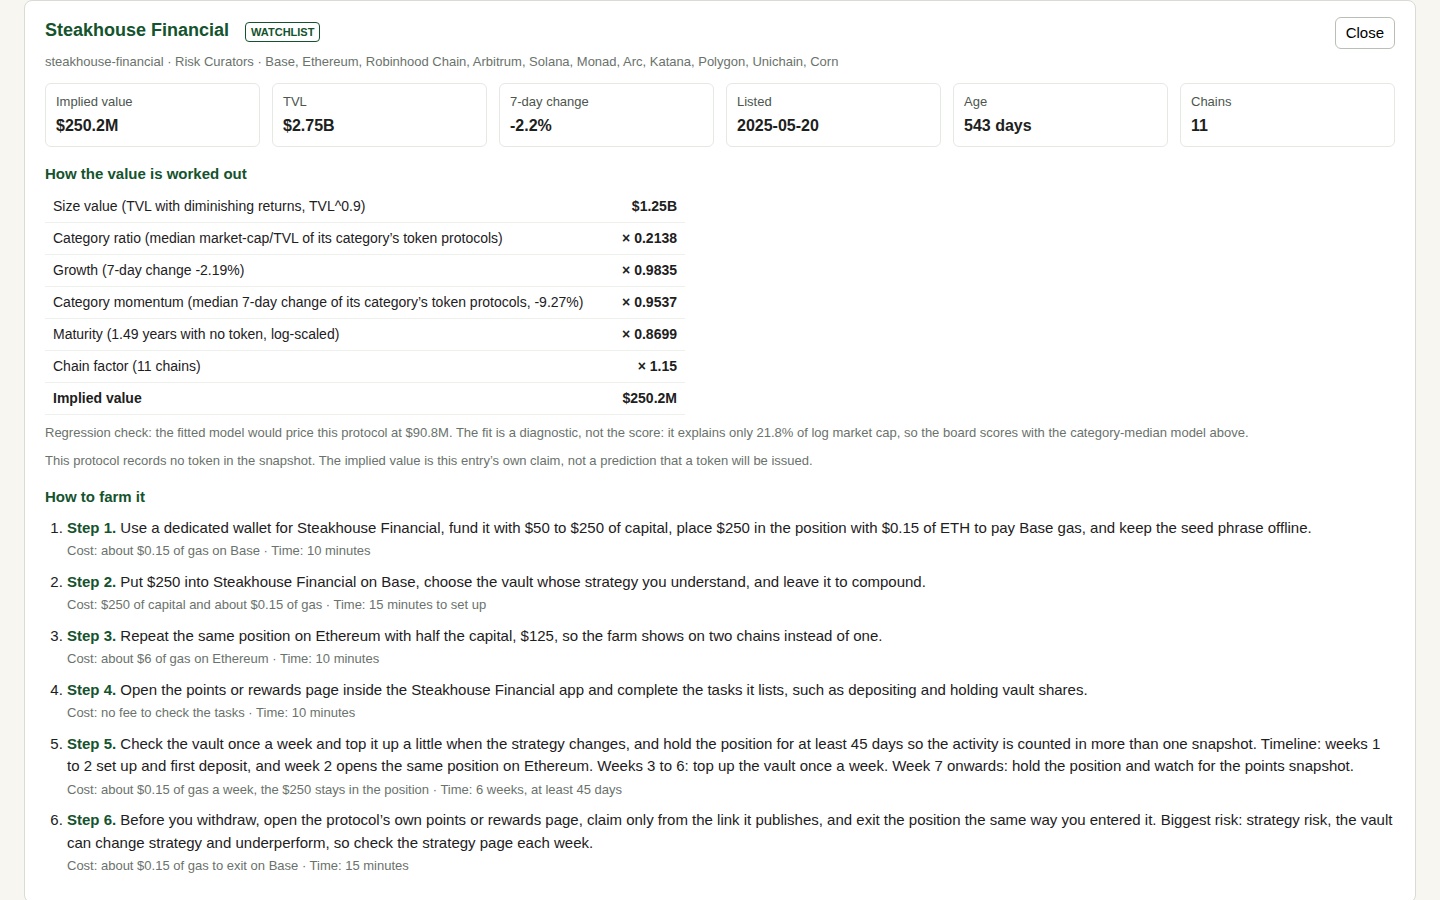 Steakhouse Financial WATCHLIST Close
steakhouse-financial · Risk Curators · Base, Ethereum, Robinhood Chain, Arbitrum, Solana, Monad, Arc, Katana, Polygon, Unichain, Corn
Implied value TVL 7-day change Listed Age Chains
$250.2M $2.75B -2.2% 2025-05-20 543 days 11
How the value is worked out
Size value (TVL with diminishing returns, TVL^0.9) $1.25B
Category ratio (median market-cap/TVL of its category’s token protocols) × 0.2138
Growth (7-day change -2.19%) × 0.9835
Category momentum (median 7-day change of its category’s token protocols, -9.27%) × 0.9537
Maturity (1.49 years with no token, log-scaled) × 0.8699
Chain factor (11 chains) × 1.15
Implied value $250.2M
Regression check: the fitted model would price this protocol at $90.8M. The fit is a diagnostic, not the score: it explains only 21.8% of log market cap, so the board scores with the category-median model above.
This protocol records no token in the snapshot. The implied value is this entry’s own claim, not a prediction that a token will be issued.
How to farm it
1. Step 1. Use a dedicated wallet for Steakhouse Financial, fund it with $50 to $250 of capital, place $250 in the position with $0.15 of ETH to pay Base gas, and keep the seed phrase offline.
Cost: about $0.15 of gas on Base · Time: 10 minutes
2. Step 2. Put $250 into Steakhouse Financial on Base, choose the vault whose strategy you understand, and leave it to compound.
Cost: $250 of capital and about $0.15 of gas · Time: 15 minutes to set up
3. Step 3. Repeat the same position on Ethereum with half the capital, $125, so the farm shows on two chains instead of one.
Cost: about $6 of gas on Ethereum · Time: 10 minutes
4. Step 4. Open the points or rewards page inside the Steakhouse Financial app and complete the tasks it lists, such as depositing and holding vault shares.
Cost: no fee to check the tasks · Time: 10 minutes
5. Step 5. Check the vault once a week and top it up a little when the strategy changes, and hold the position for at least 45 days so the activity is counted in more than one snapshot. Timeline: weeks 1
to 2 set up and first deposit, and week 2 opens the same position on Ethereum. Weeks 3 to 6: top up the vault once a week. Week 7 onwards: hold the position and watch for the points snapshot.
Cost: about $0.15 of gas a week, the $250 stays in the position · Time: 6 weeks, at least 45 days
6. Step 6. Before you withdraw, open the protocol’s own points or rewards page, claim only from the link it publishes, and exit the position the same way you entered it. Biggest risk: strategy risk, the vault
can change strategy and underperform, so check the strategy page each week.
Cost: about $0.15 of gas to exit on Base · Time: 15 minutes